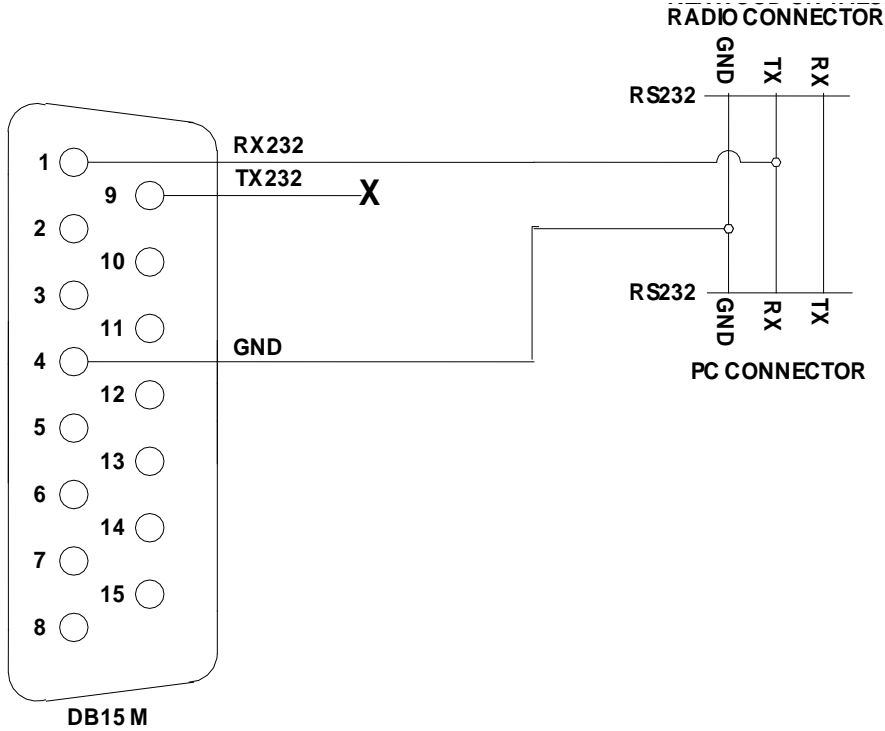 RADIO CONNECTOR
GND TX RX
RS232
1 RX232
9 TX232 X
2
10
3
RS232
GND RX TX
11
4 GND
PC CONNECTOR
12
5
13
6
14
7
15
8
DB15 M